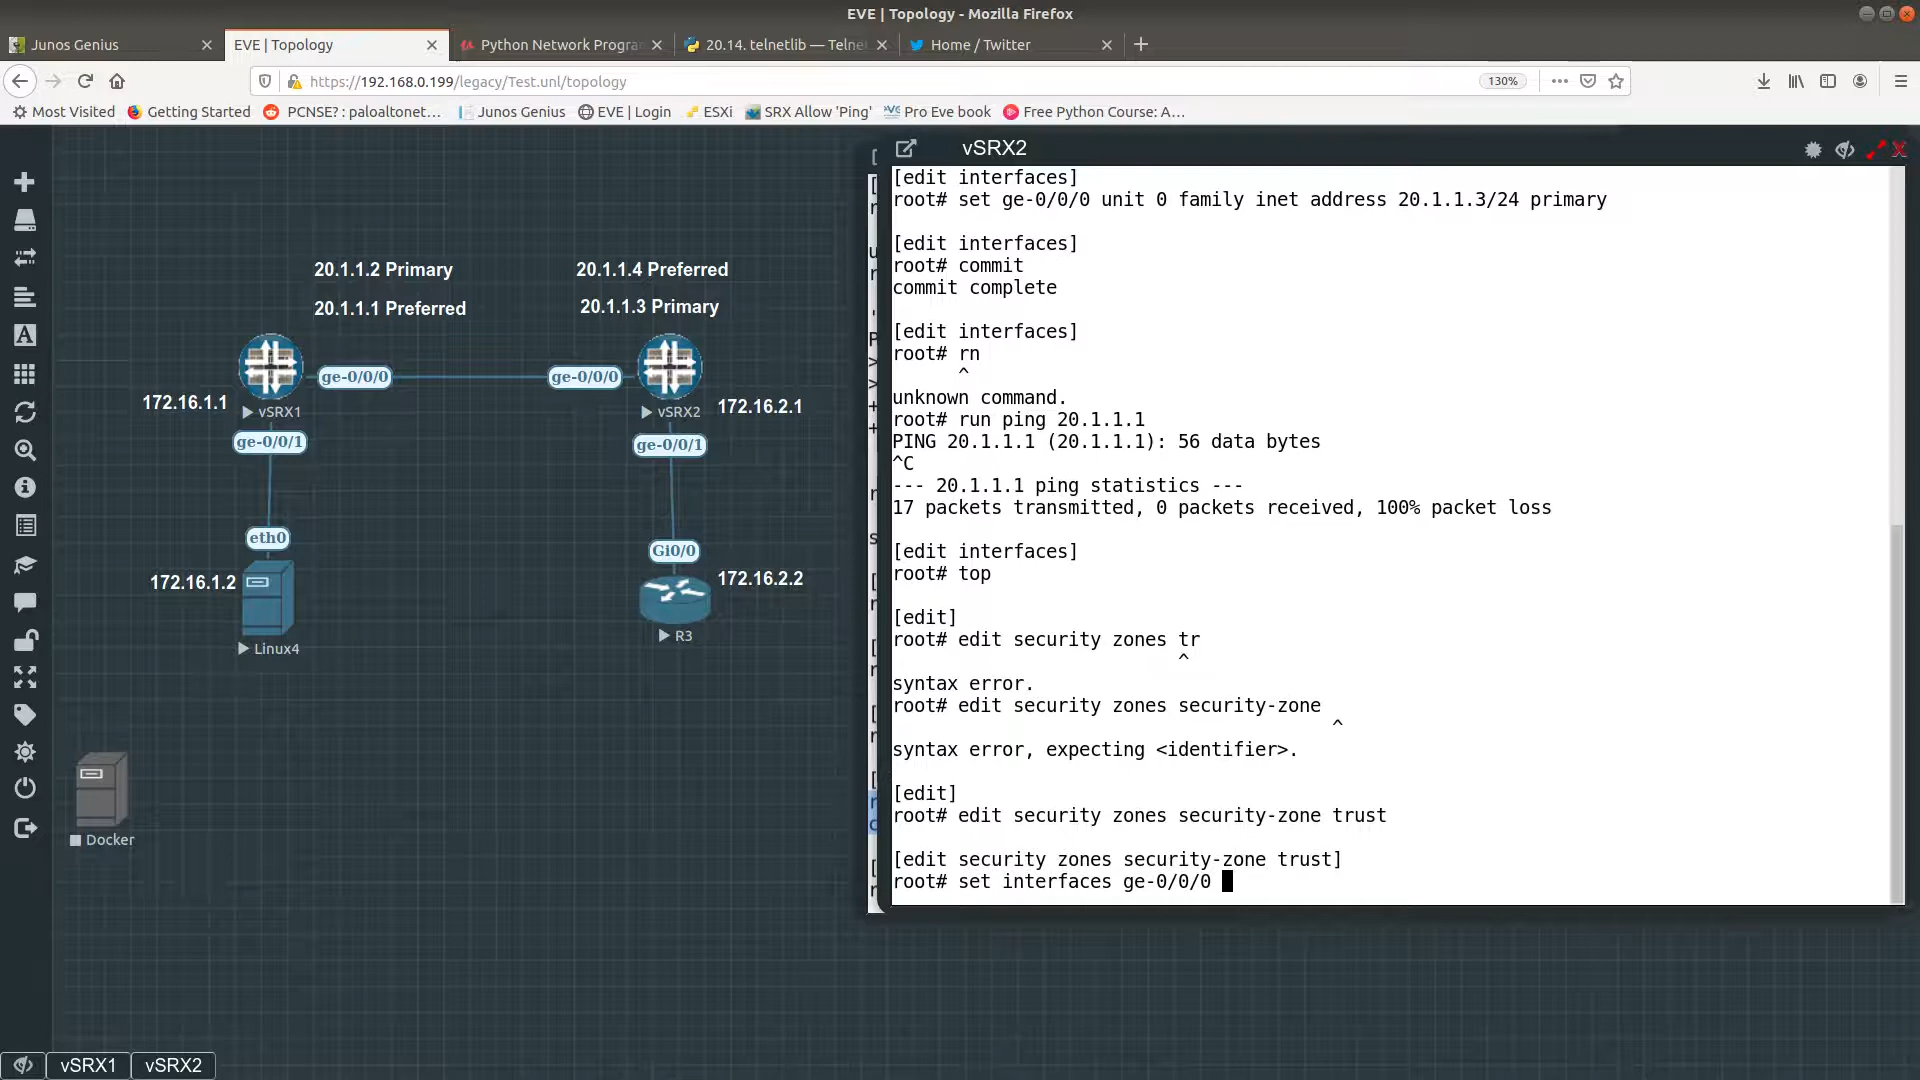 EVE | Topology - Mozilla Firefox
Junos Genius
EVE | Topology
Python Network Progra
20.14. telnetlib — Telne
Home / Twitter
https://192.168.0.199/legacy/Test.unl/topology
130%
Most Visited
Getting Started
PCNSE? : paloaltonet…
Junos Genius
EVE | Login
ESXi
SRX Allow 'Ping'
Pro Eve book
Free Python Course: A…
vSRX2
20.1.1.2 Primary
20.1.1.1 Preferred
20.1.1.4 Preferred
20.1.1.3 Primary
ge-0/0/0
ge-0/0/0
172.16.1.1
vSRX1
vSRX2
172.16.2.1
ge-0/0/1
ge-0/0/1
eth0
Gi0/0
172.16.1.2
172.16.2.2
Linux4
R3
Docker
[edit interfaces]
root# set ge-0/0/0 unit 0 family inet address 20.1.1.3/24 primary
[edit interfaces]
root# commit
commit complete
[edit interfaces]
root# rn
^
unknown command.
root# run ping 20.1.1.1
PING 20.1.1.1 (20.1.1.1): 56 data bytes
^C
--- 20.1.1.1 ping statistics ---
17 packets transmitted, 0 packets received, 100% packet loss
[edit interfaces]
root# top
[edit]
root# edit security zones tr
^
syntax error.
root# edit security zones security-zone
^
syntax error, expecting <identifier>.
[edit]
root# edit security zones security-zone trust
[edit security zones security-zone trust]
root# set interfaces ge-0/0/0
vSRX1
vSRX2